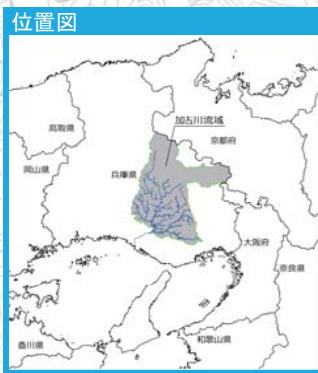 位置図
鳥取県
加古川流域
京都府
岡山県
兵庫県
大阪府
奈良県
香川県
和歌山県